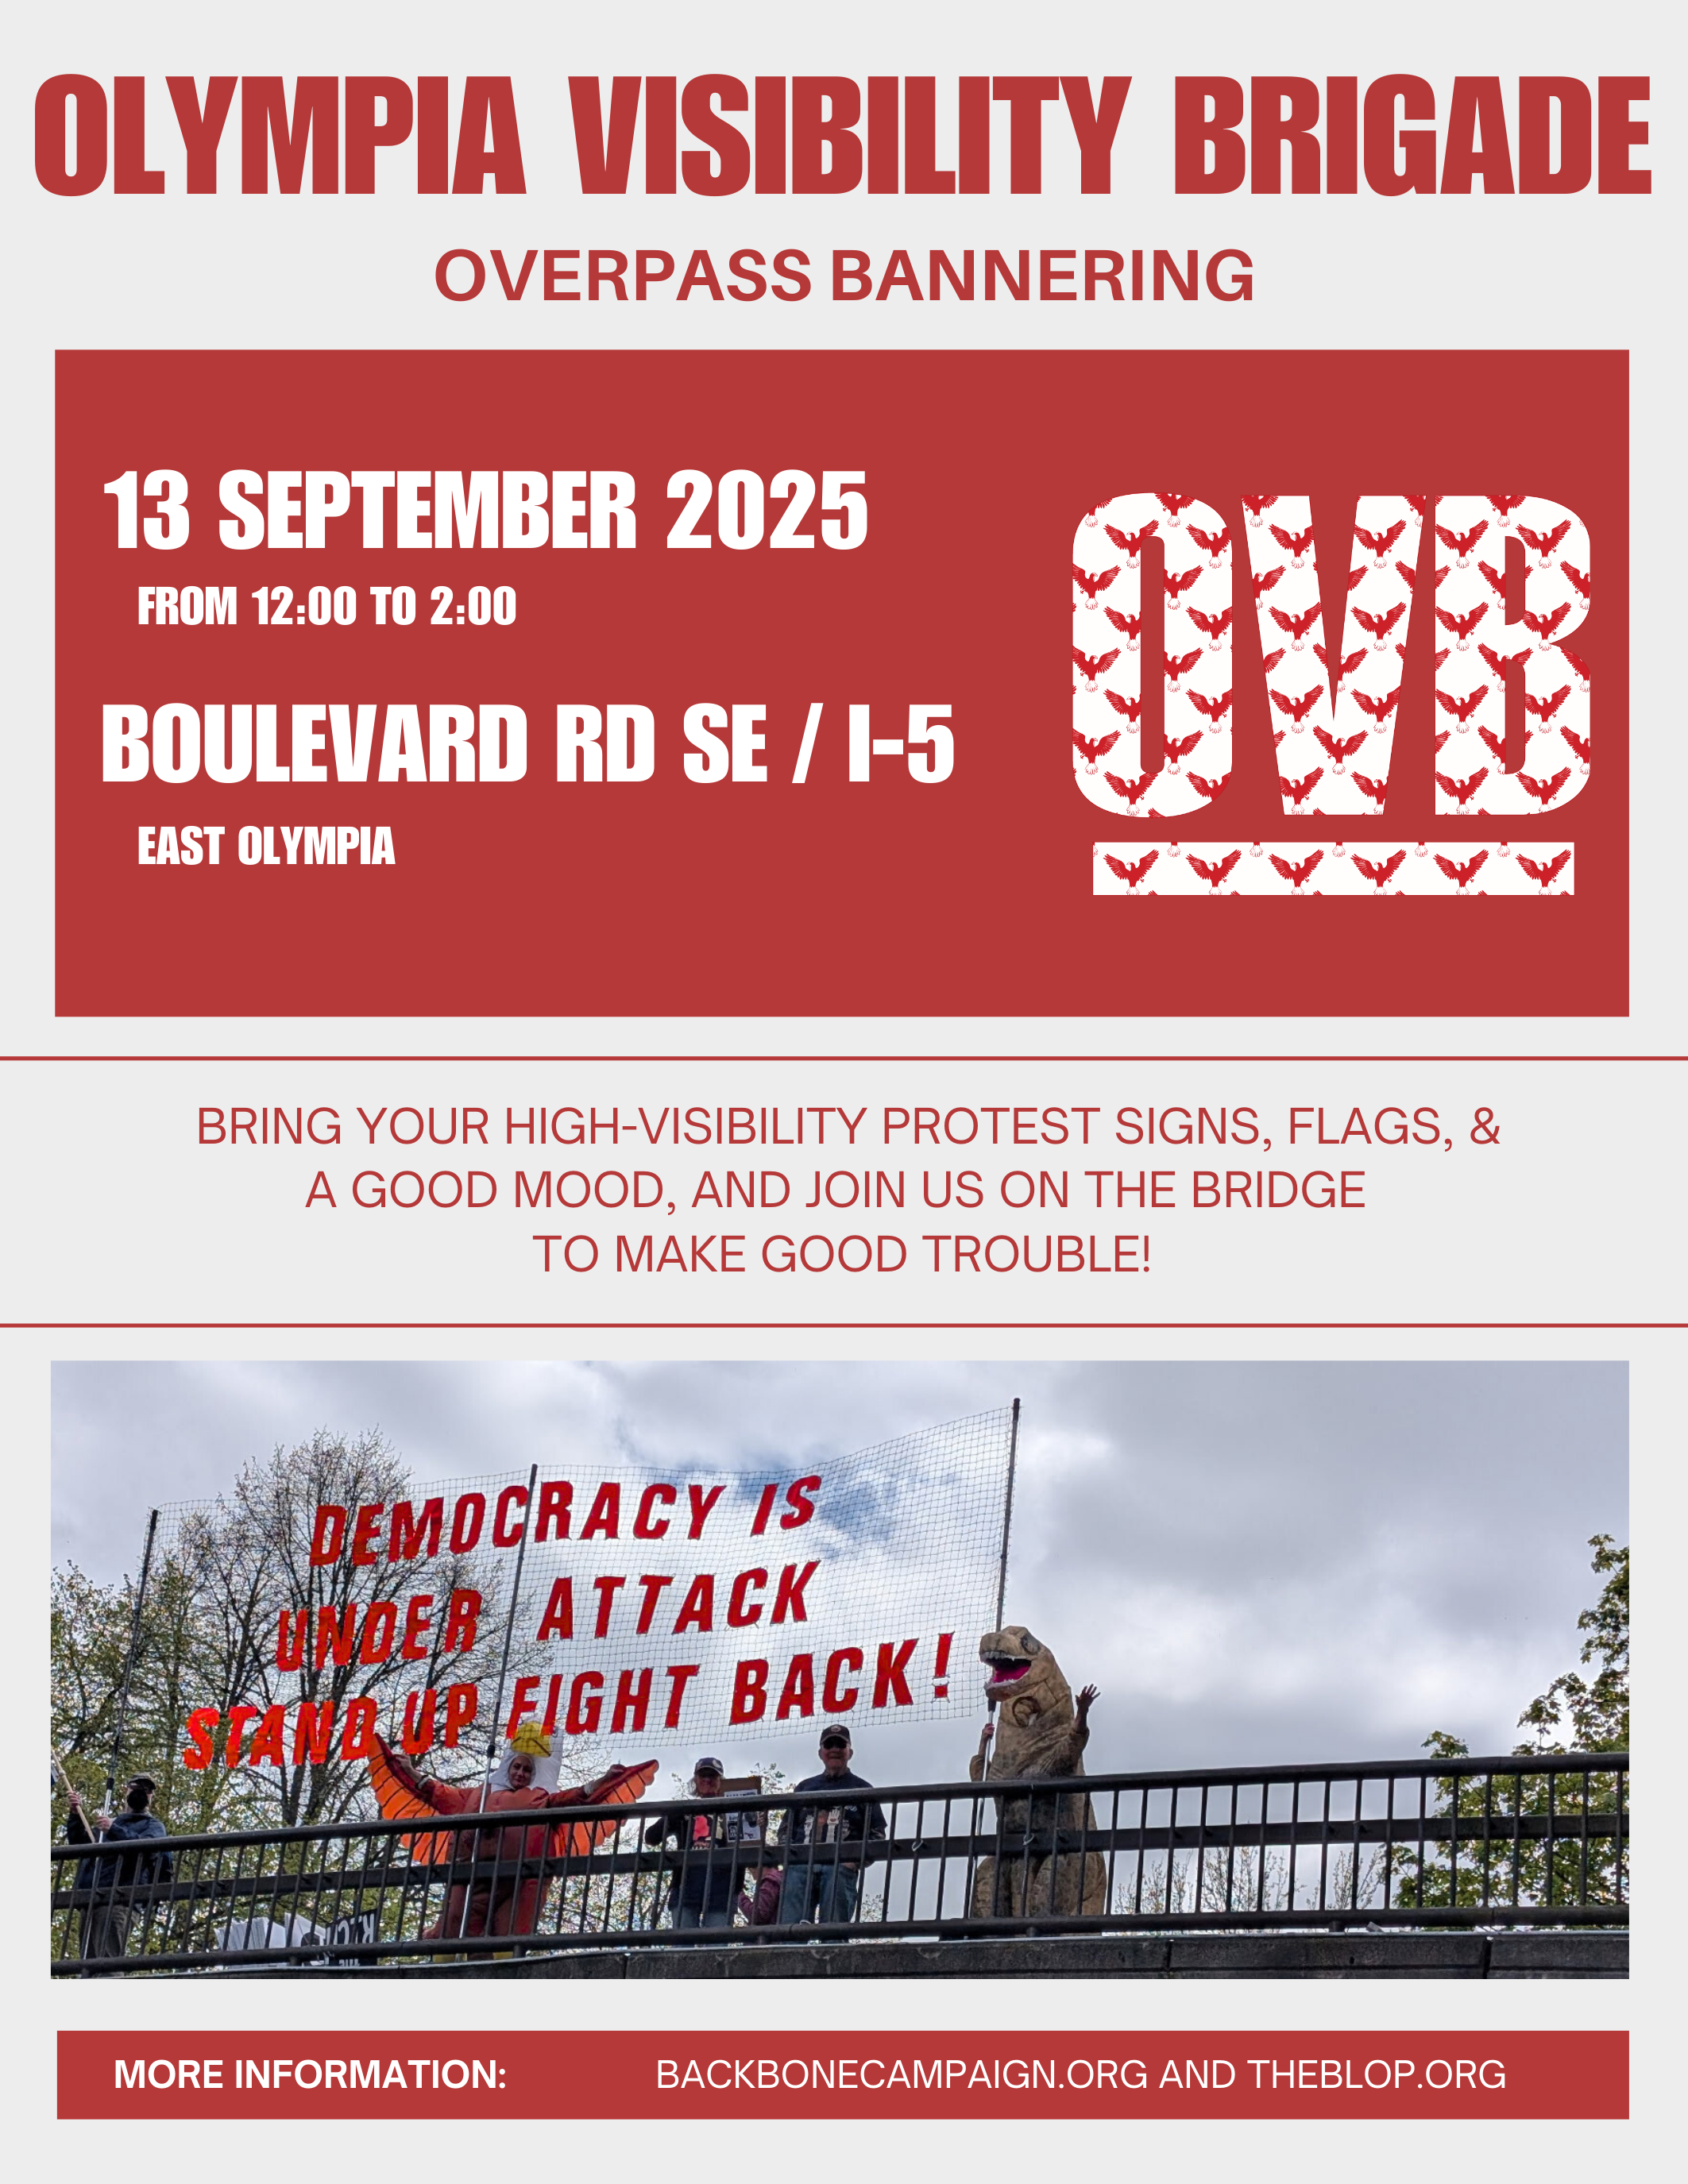 OLYMPIA VISIBILITY BRIGADE
OVERPASS BANNERING
13 SEPTEMBER 2025
FROM 12:00 TO 2:00
BOULEVARD RD SE / I-5
EAST OLYMPIA
OVB
BRING YOUR HIGH-VISIBILITY PROTEST SIGNS, FLAGS, &
A GOOD MOOD, AND JOIN US ON THE BRIDGE
TO MAKE GOOD TROUBLE!
DEMOCRACY IS
UNDER ATTACK
STAND UP FIGHT BACK!
MORE INFORMATION: BACKBONECAMPAIGN.ORG AND THEBLOP.ORG